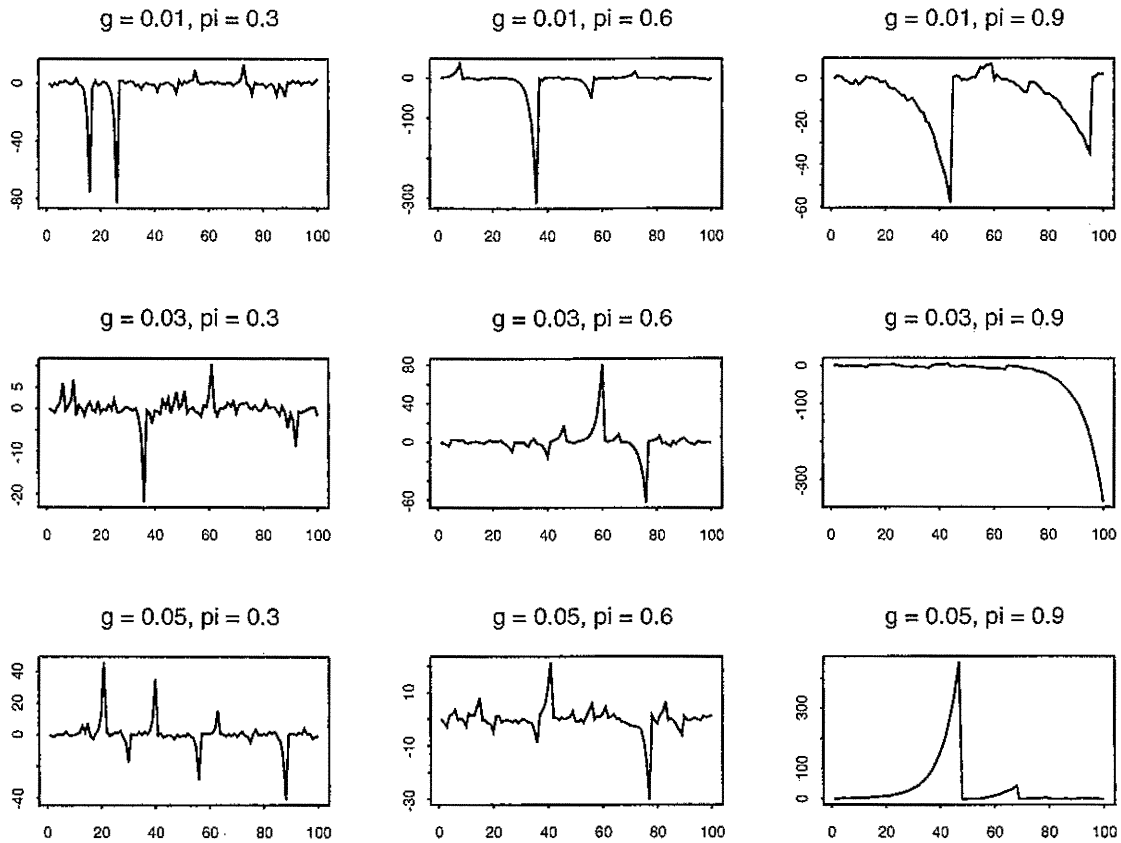 g = 0.01, pi = 0.3
0
-40
-80
0 20 40 60 80 100
g = 0.01, pi = 0.6
0
-100
-300
0 20 40 60 80 100
g = 0.01, pi = 0.9
0
-20
-40
-60
0 20 40 60 80 100
g = 0.03, pi = 0.3
5
0
-10
-20
0 20 40 60 80 100
g = 0.03, pi = 0.6
80
40
0
-60
0 20 40 60 80 100
g = 0.03, pi = 0.9
0
-100
-300
0 20 40 60 80 100
g = 0.05, pi = 0.3
40
20
0
-40
0 20 40 60 80 100
g = 0.05, pi = 0.6
10
-10
-30
0 20 40 60 80 100
g = 0.05, pi = 0.9
300
100
0
0 20 40 60 80 100